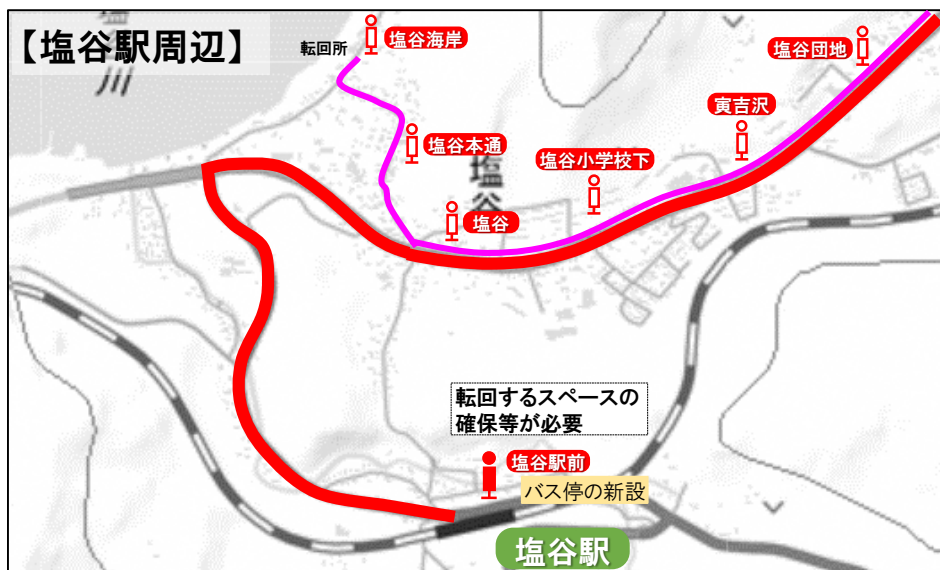 【塩谷駅周辺】
塩
川
転回所
塩谷海岸
塩谷団地
寅吉沢
塩谷本通
塩谷小学校下
塩谷
塩谷
転回するスペースの
確保等が必要
塩谷駅前
バス停の新設
塩谷駅